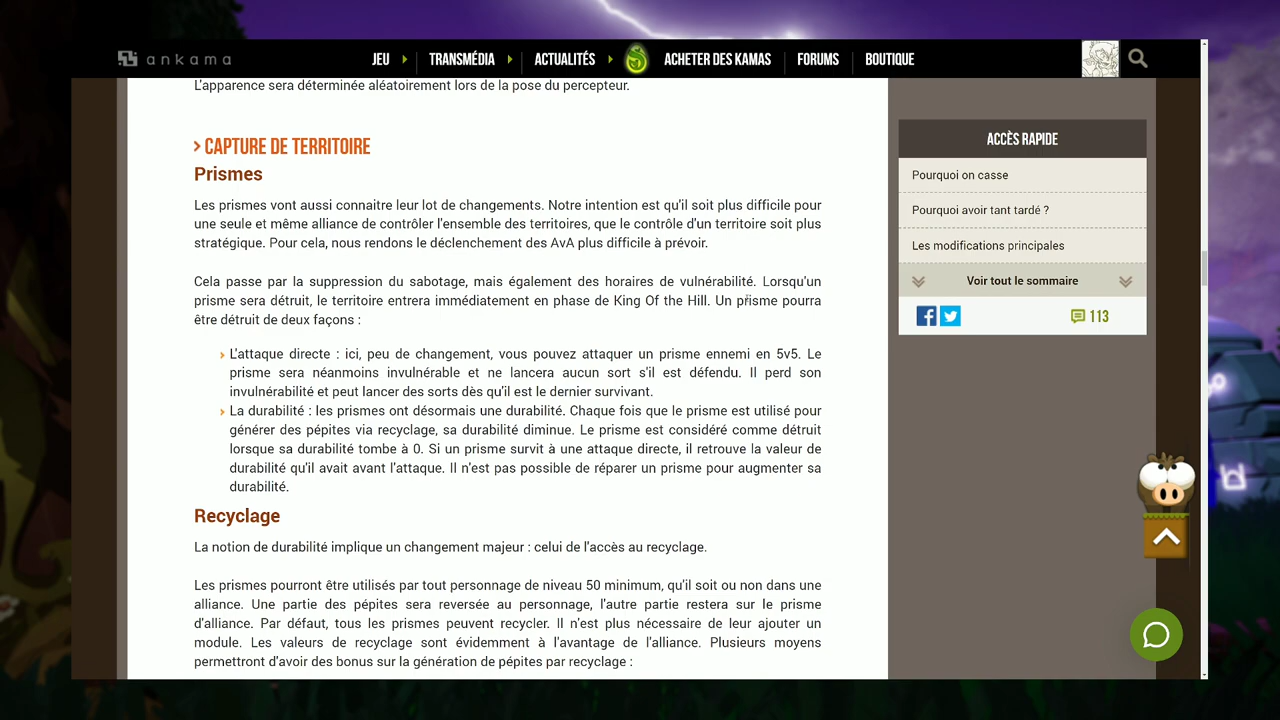 ankama
JEU
TRANSMÉDIA
ACTUALITÉS
ACHETER DES KAMAS
FORUMS
BOUTIQUE
L'apparence sera déterminée aléatoirement lors de la pose du percepteur.
CAPTURE DE TERRITOIRE
Prismes
Les prismes vont aussi connaitre leur lot de changements. Notre intention est qu'il soit plus difficile pour
une seule et même alliance de contrôler l'ensemble des territoires, que le contrôle d'un territoire soit plus
stratégique. Pour cela, nous rendons le déclenchement des AvA plus difficile à prévoir.
Cela passe par la suppression du sabotage, mais également des horaires de vulnérabilité. Lorsqu'un
prisme sera détruit, le territoire entrera immédiatement en phase de King Of the Hill. Un prisme pourra
être détruit de deux façons :
L'attaque directe : ici, peu de changement, vous pouvez attaquer un prisme ennemi en 5v5. Le
prisme sera néanmoins invulnérable et ne lancera aucun sort s'il est défendu. Il perd son
invulnérabilité et peut lancer des sorts dès qu'il est le dernier survivant.
La durabilité : les prismes ont désormais une durabilité. Chaque fois que le prisme est utilisé pour
générer des pépites via recyclage, sa durabilité diminue. Le prisme est considéré comme détruit
lorsque sa durabilité tombe à 0. Si un prisme survit à une attaque directe, il retrouve la valeur de
durabilité qu'il avait avant l'attaque. Il n'est pas possible de réparer un prisme pour augmenter sa
durabilité.
Recyclage
La notion de durabilité implique un changement majeur : celui de l'accès au recyclage.
Les prismes pourront être utilisés par tout personnage de niveau 50 minimum, qu'il soit ou non dans une
alliance. Une partie des pépites sera reversée au personnage, l'autre partie restera sur le prisme
d'alliance. Par défaut, tous les prismes peuvent recycler. Il n'est plus nécessaire de leur ajouter un
module. Les valeurs de recyclage sont évidemment à l'avantage de l'alliance. Plusieurs moyens
permettront d'avoir des bonus sur la génération de pépites par recyclage :
ACCÈS RAPIDE
Pourquoi on casse
Pourquoi avoir tant tardé ?
Les modifications principales
Voir tout le sommaire
113